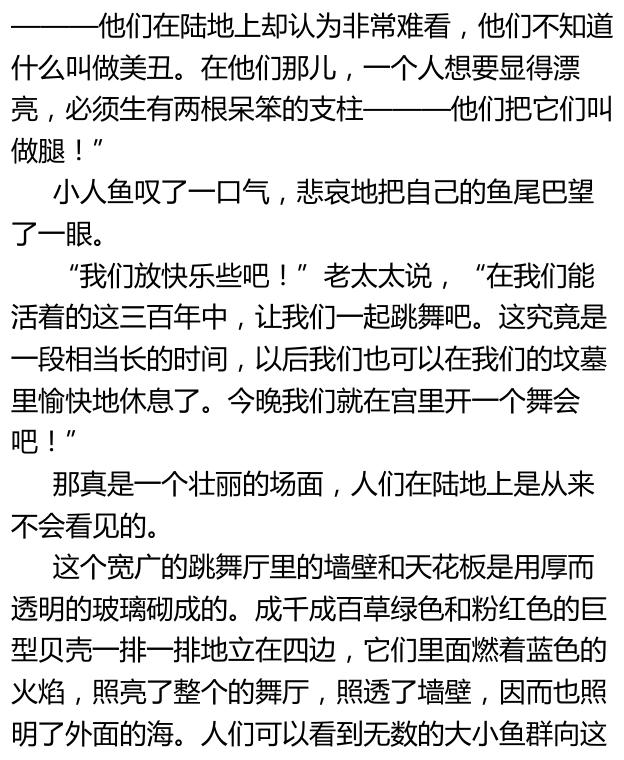 ————他们在陆地上却认为非常难看，他们不知道
什么叫做美丑。在他们那儿，一个人想要显得漂
亮，必须生有两根呆笨的支柱————他们把它们叫
做腿！”
小人鱼叹了一口气，悲哀地把自己的鱼尾巴望
了一眼。
“我们放快乐些吧！”老太太说，“在我们能
活着的这三百年中，让我们一起跳舞吧。这究竟是
一段相当长的时间，以后我们也可以在我们的坟墓
里愉快地休息了。今晚我们就在宫里开一个舞会
吧！”
那真是一个壮丽的场面，人们在陆地上是从来
不会看见的。
这个宽广的跳舞厅里的墙壁和天花板是用厚而
透明的玻璃砌成的。成千成百草绿色和粉红色的巨
型贝壳一排一排地立在四边，它们里面燃着蓝色的
火焰，照亮了整个的舞厅，照透了墙壁，因而也照
明了外面的海。人们可以看到无数的大小鱼群向这